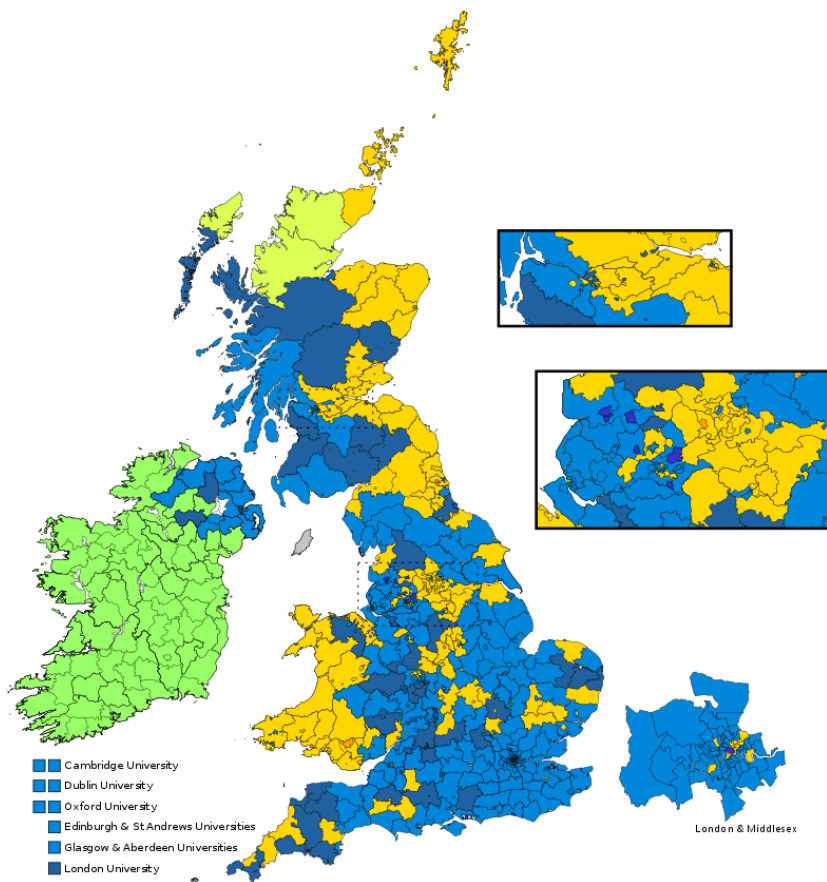 Cambridge University
Dublin University
Oxford University
Edinburgh & St Andrews Universities
Glasgow & Aberdeen Universities
London University
London & Middlesex